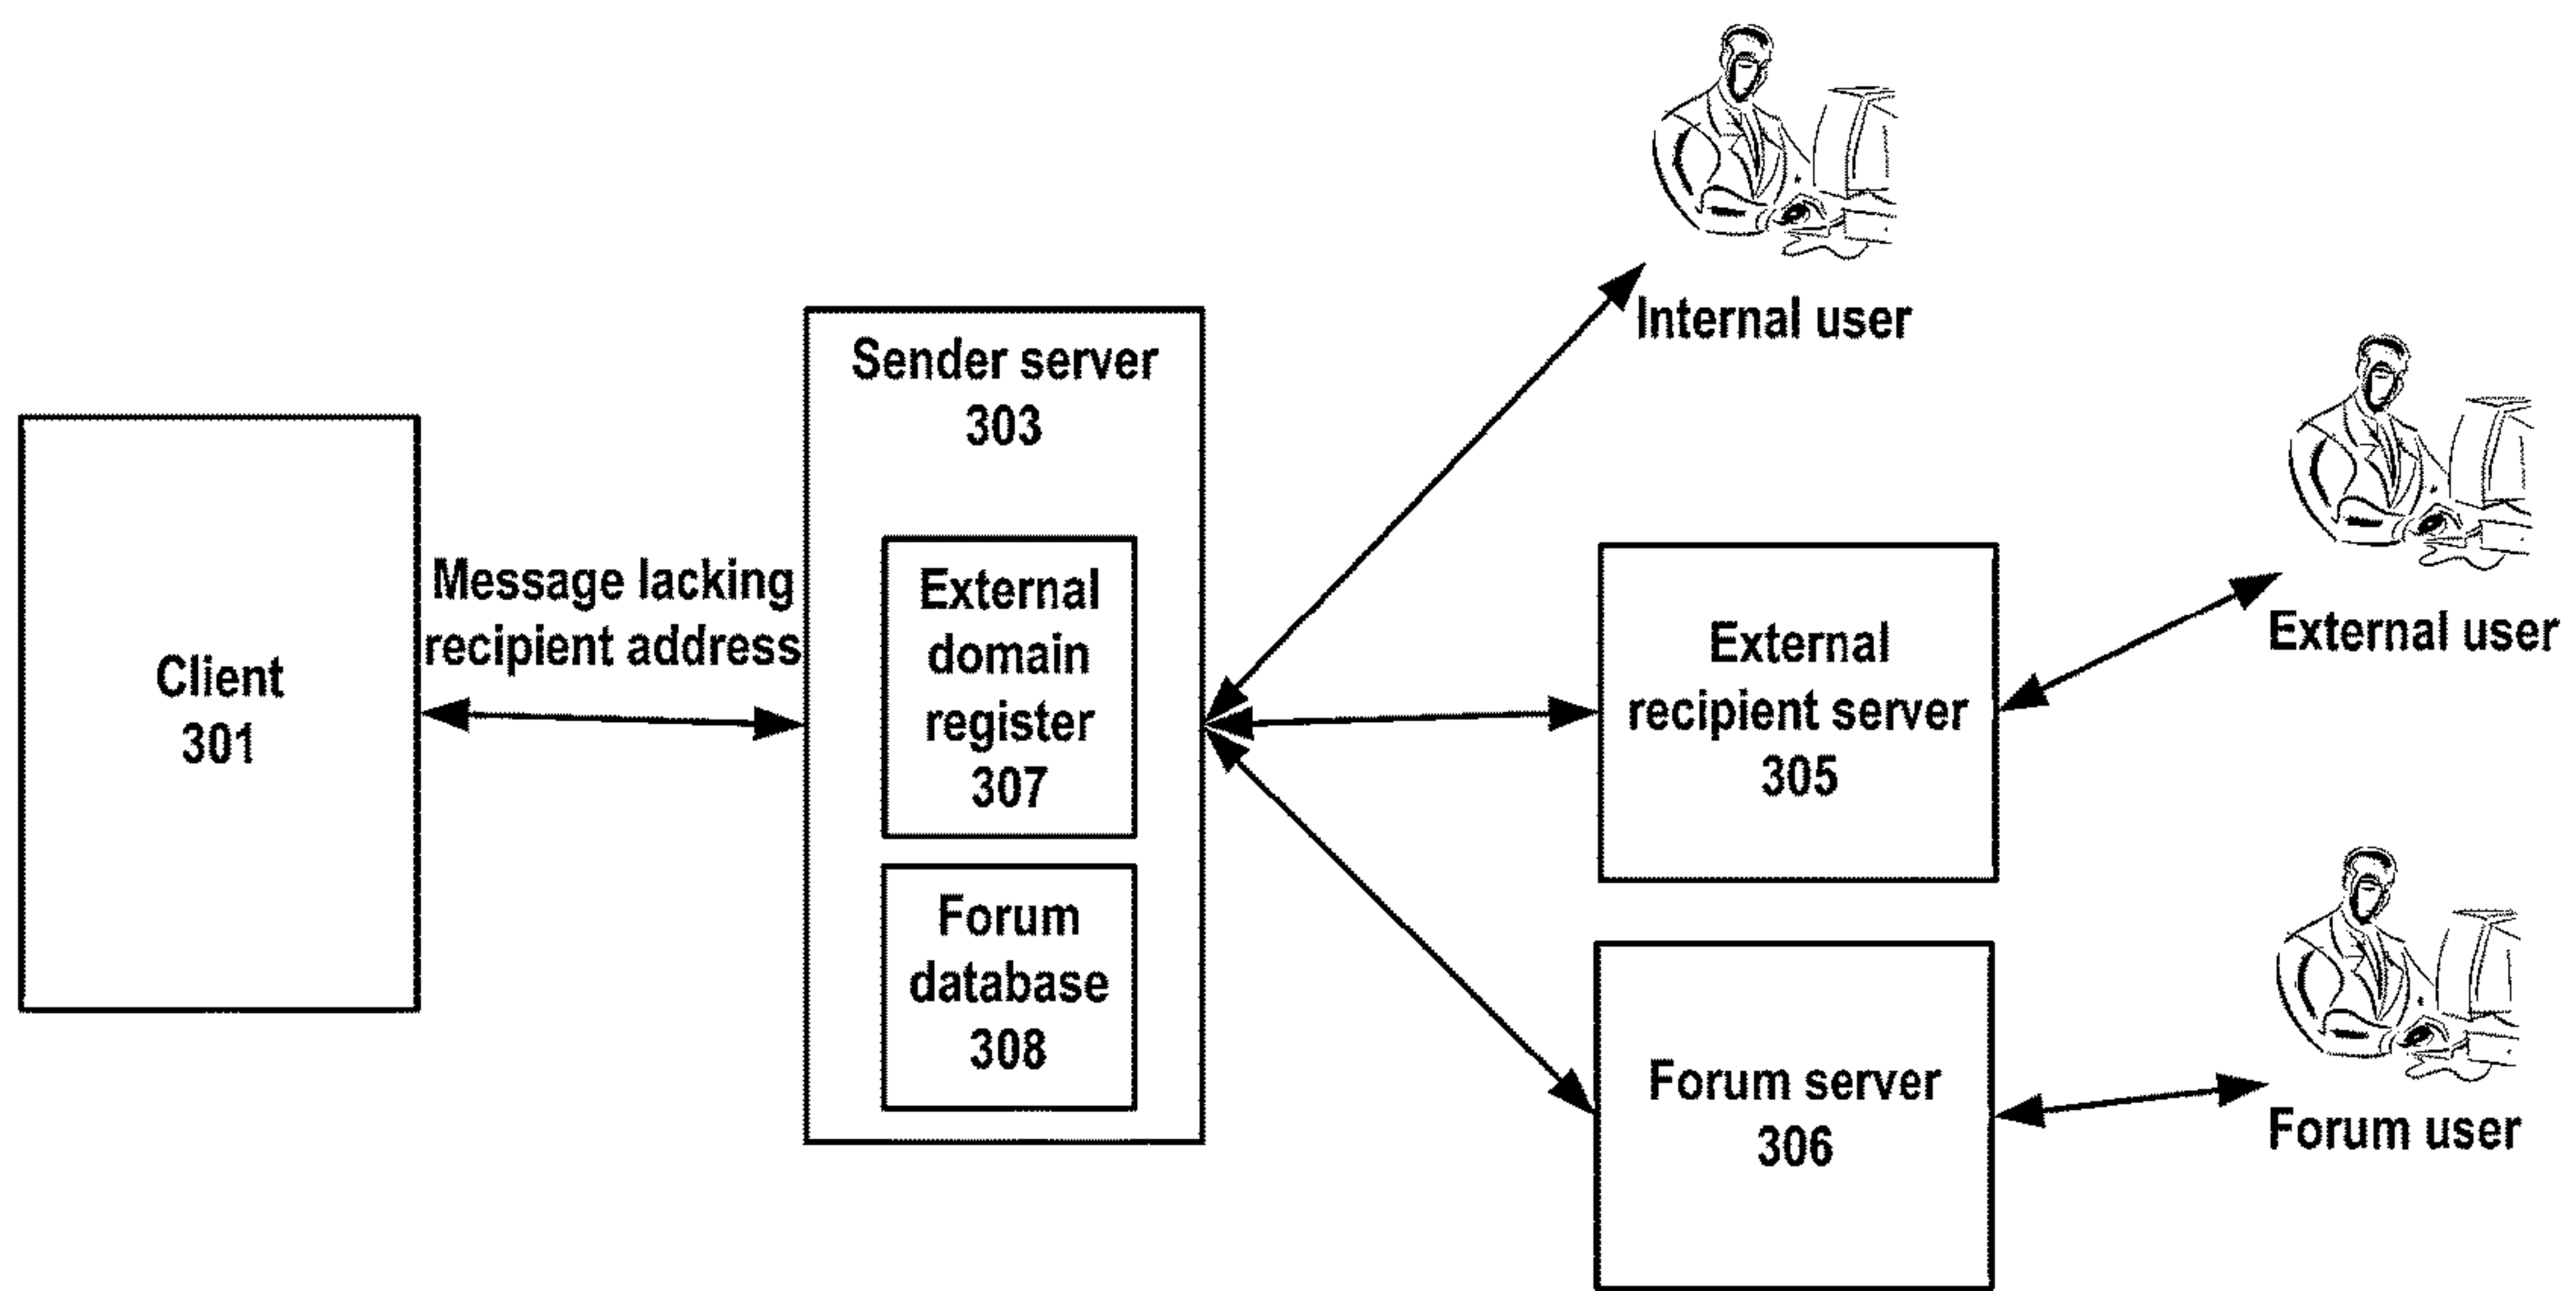 Client
301
Message lacking
recipient address
Sender server
303
External
domain
register
307
Forum
database
308
Internal user
External
recipient server
305
External user
Forum server
306
Forum user